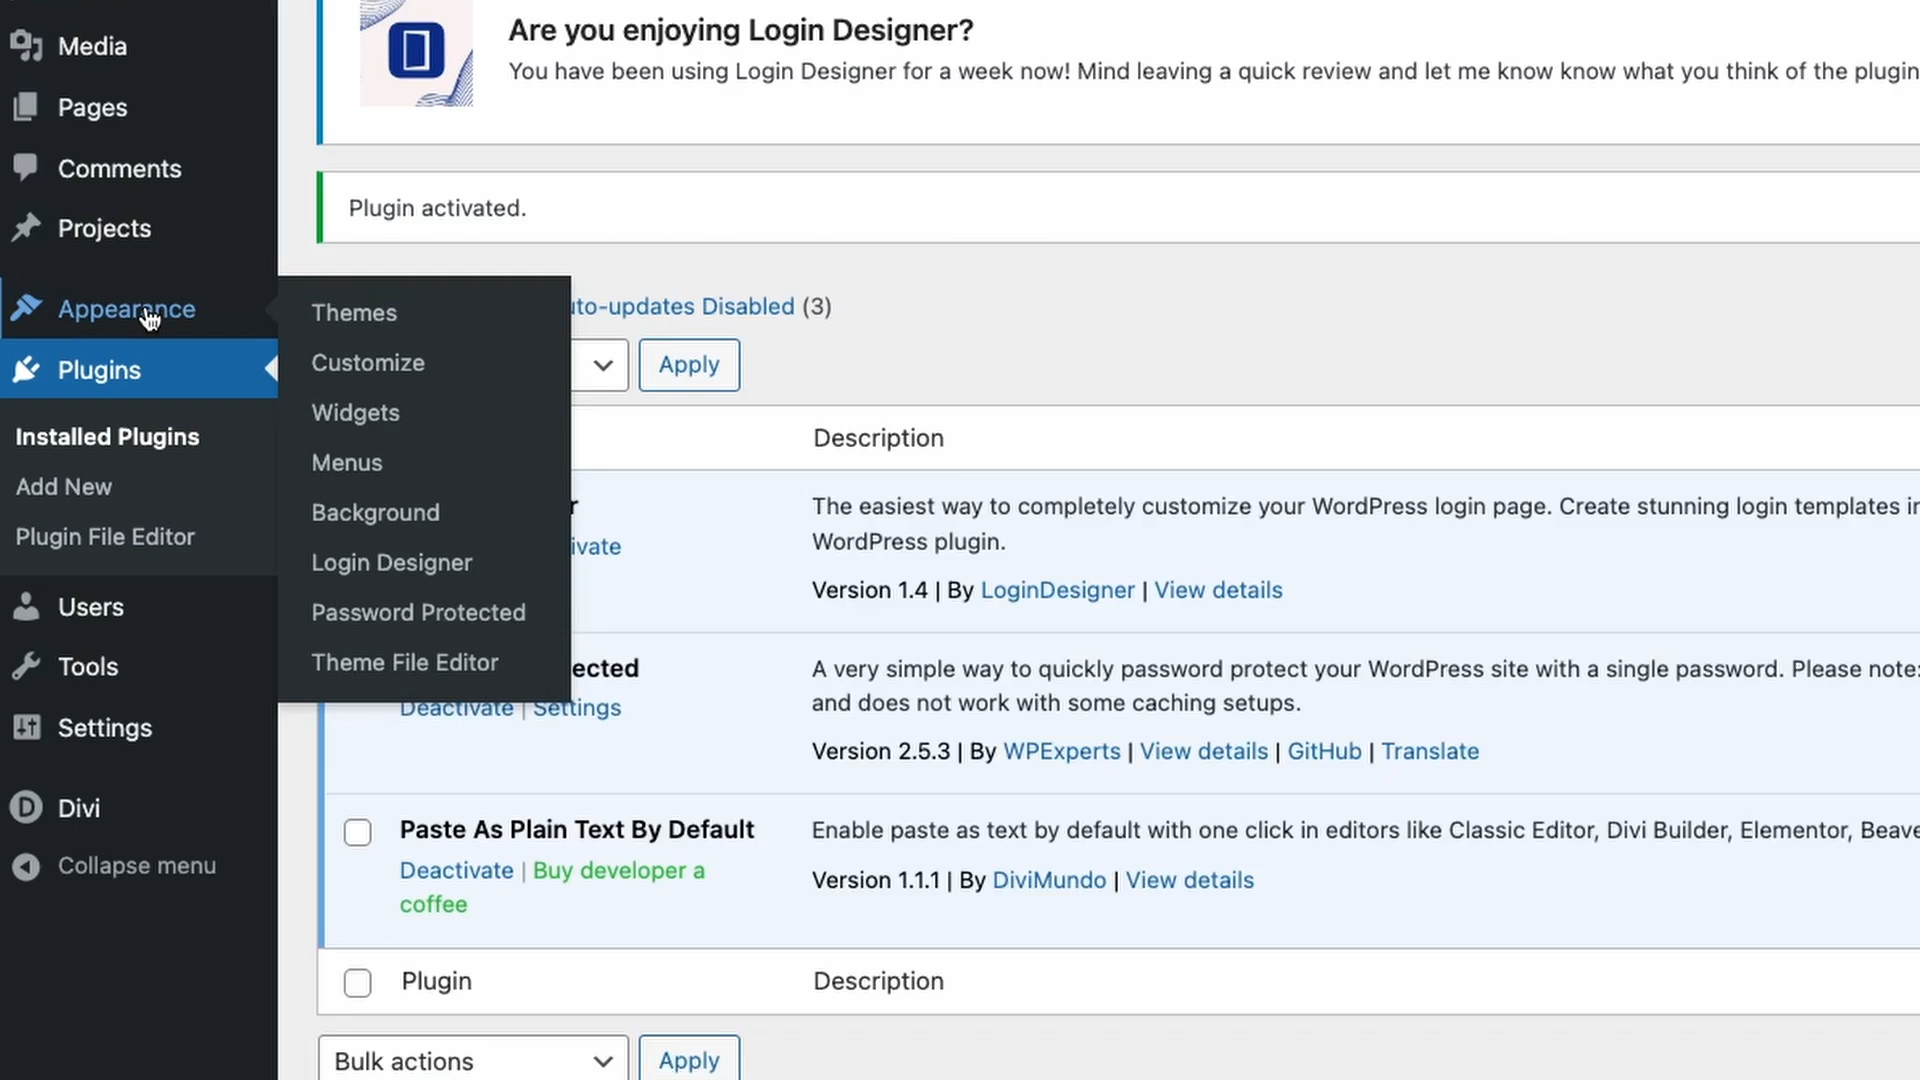 Media
Pages
Comments
Projects
Appearance
Plugins
Installed Plugins
Add New
Plugin File Editor
Users
Tools
Settings
Divi
Collapse menu
Themes
Customize
Widgets
Menus
Background
Login Designer
Password Protected
Theme File Editor
Are you enjoying Login Designer?
You have been using Login Designer for a week now! Mind leaving a quick review and let me know know what you think of the plugin
Plugin activated.
uto-updates Disabled (3)
Apply
Description
r
ivate
The easiest way to completely customize your WordPress login page. Create stunning login templates in
WordPress plugin.
Version 1.4 | By LoginDesigner | View details
ected
Deactivate | Settings
A very simple way to quickly password protect your WordPress site with a single password. Please note:
and does not work with some caching setups.
Version 2.5.3 | By WPExperts | View details | GitHub | Translate
Paste As Plain Text By Default
Deactivate | Buy developer a
coffee
Enable paste as text by default with one click in editors like Classic Editor, Divi Builder, Elementor, Beave
Version 1.1.1 | By DiviMundo | View details
Plugin
Description
Bulk actions
Apply